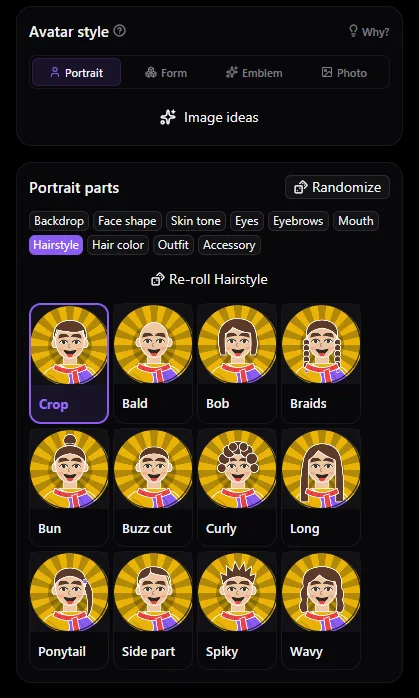 Avatar style Why?
Portrait Form Emblem Photo
Image ideas
Portrait parts Randomize
Backdrop Face shape Skin tone Eyes Eyebrows Mouth
Hairstyle Hair color Outfit Accessory
Re-roll Hairstyle
Crop Bald Bob Braids
Bun Buzz cut Curly Long
Ponytail Side part Spiky Wavy